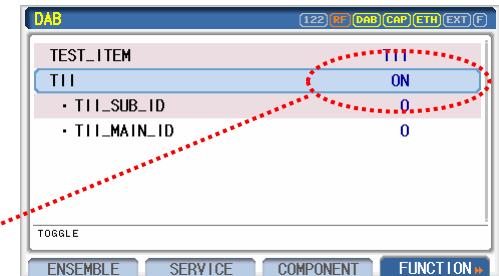 DAB (122) RF DAB CAP ETH EXT F
TEST_ITEM TII
TII ON
· TII_SUB_ID 0
· TII_MAIN_ID 0
TOGGLE
ENSEMBLE SERVICE COMPONENT FUNCTION